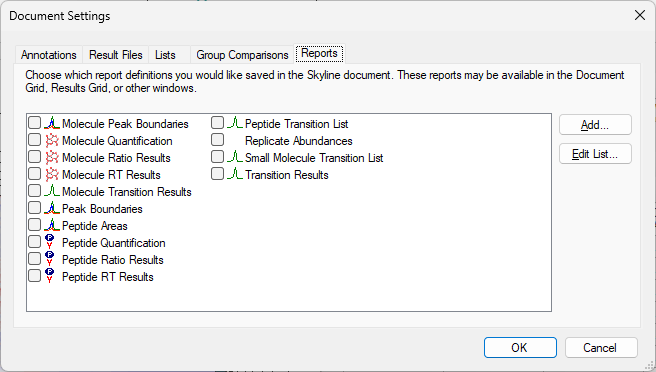 Document Settings
Annotations Result Files Lists Group Comparisons Reports
Choose which report definitions you would like saved in the Skyline document. These reports may be available in the Document
Grid, Results Grid, or other windows.
Molecule Peak Boundaries
Molecule Quantification
Molecule Ratio Results
Molecule RT Results
Molecule Transition Results
Peak Boundaries
Peptide Areas
Peptide Quantification
Peptide Ratio Results
Peptide RT Results
Peptide Transition List
Replicate Abundances
Small Molecule Transition List
Transition Results
Add...
Edit List...
OK Cancel